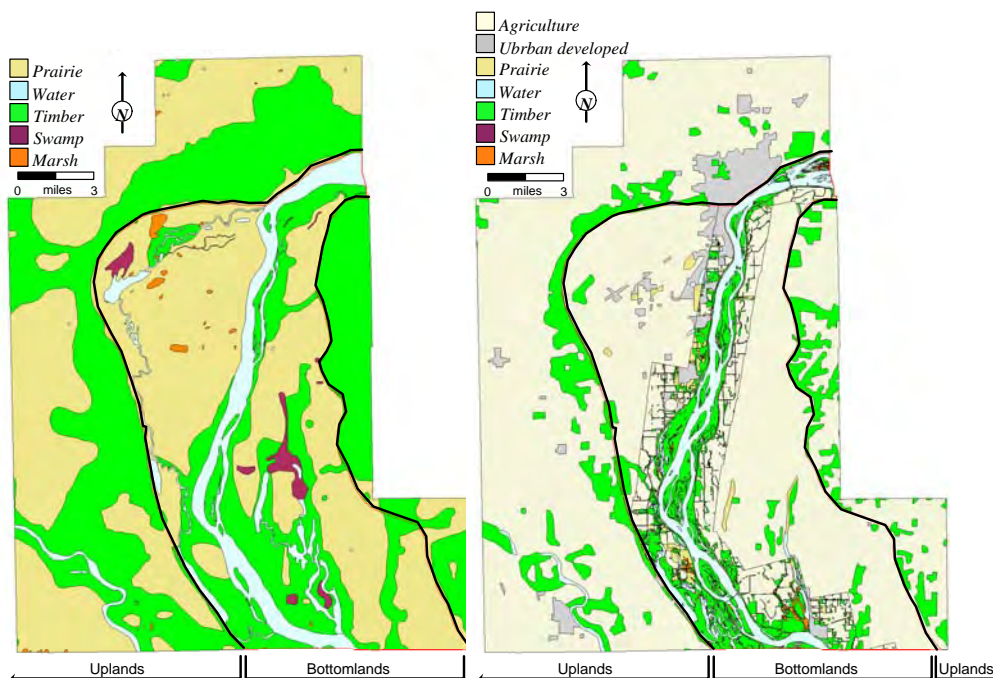 Prairie
Water
Timber
Swamp
Marsh
N
0 miles 3
Uplands
Bottomlands
Agriculture
Ubrban developed
Prairie
Water
Timber
Swamp
Marsh
N
0 miles 3
Uplands
Bottomlands
Uplands